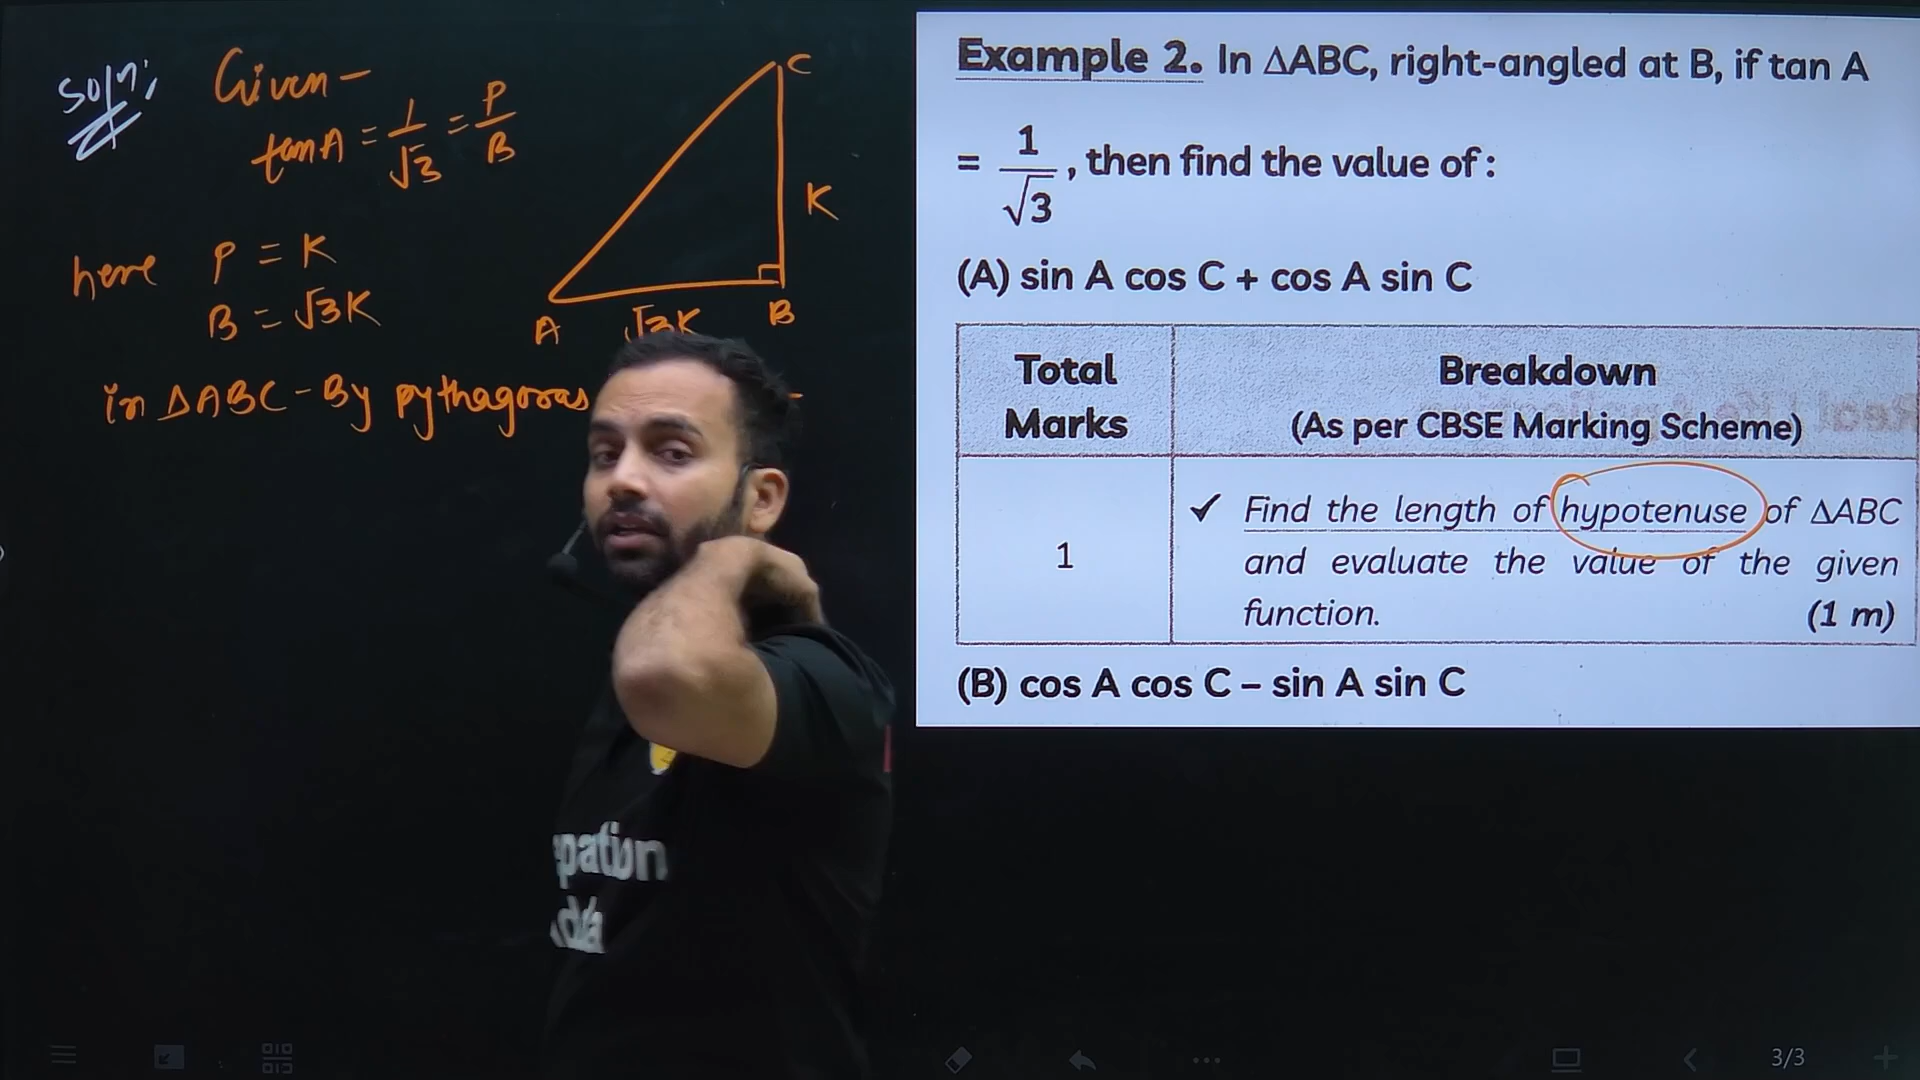 Soln:
Given -
tan A = 1/√3 = P/B
here P = K
B = √3K
C
K
A
B
√3K
in ΔABC - By pythagoras
Example 2. In ΔABC, right-angled at B, if tan A
= 1/√3, then find the value of :
(A) sin A cos C + cos A sin C
Total Marks
Breakdown
(As per CBSE Marking Scheme)
1
✓ Find the length of hypotenuse of ΔABC
and evaluate the value of the given
function. (1 m)
(B) cos A cos C – sin A sin C
3/3